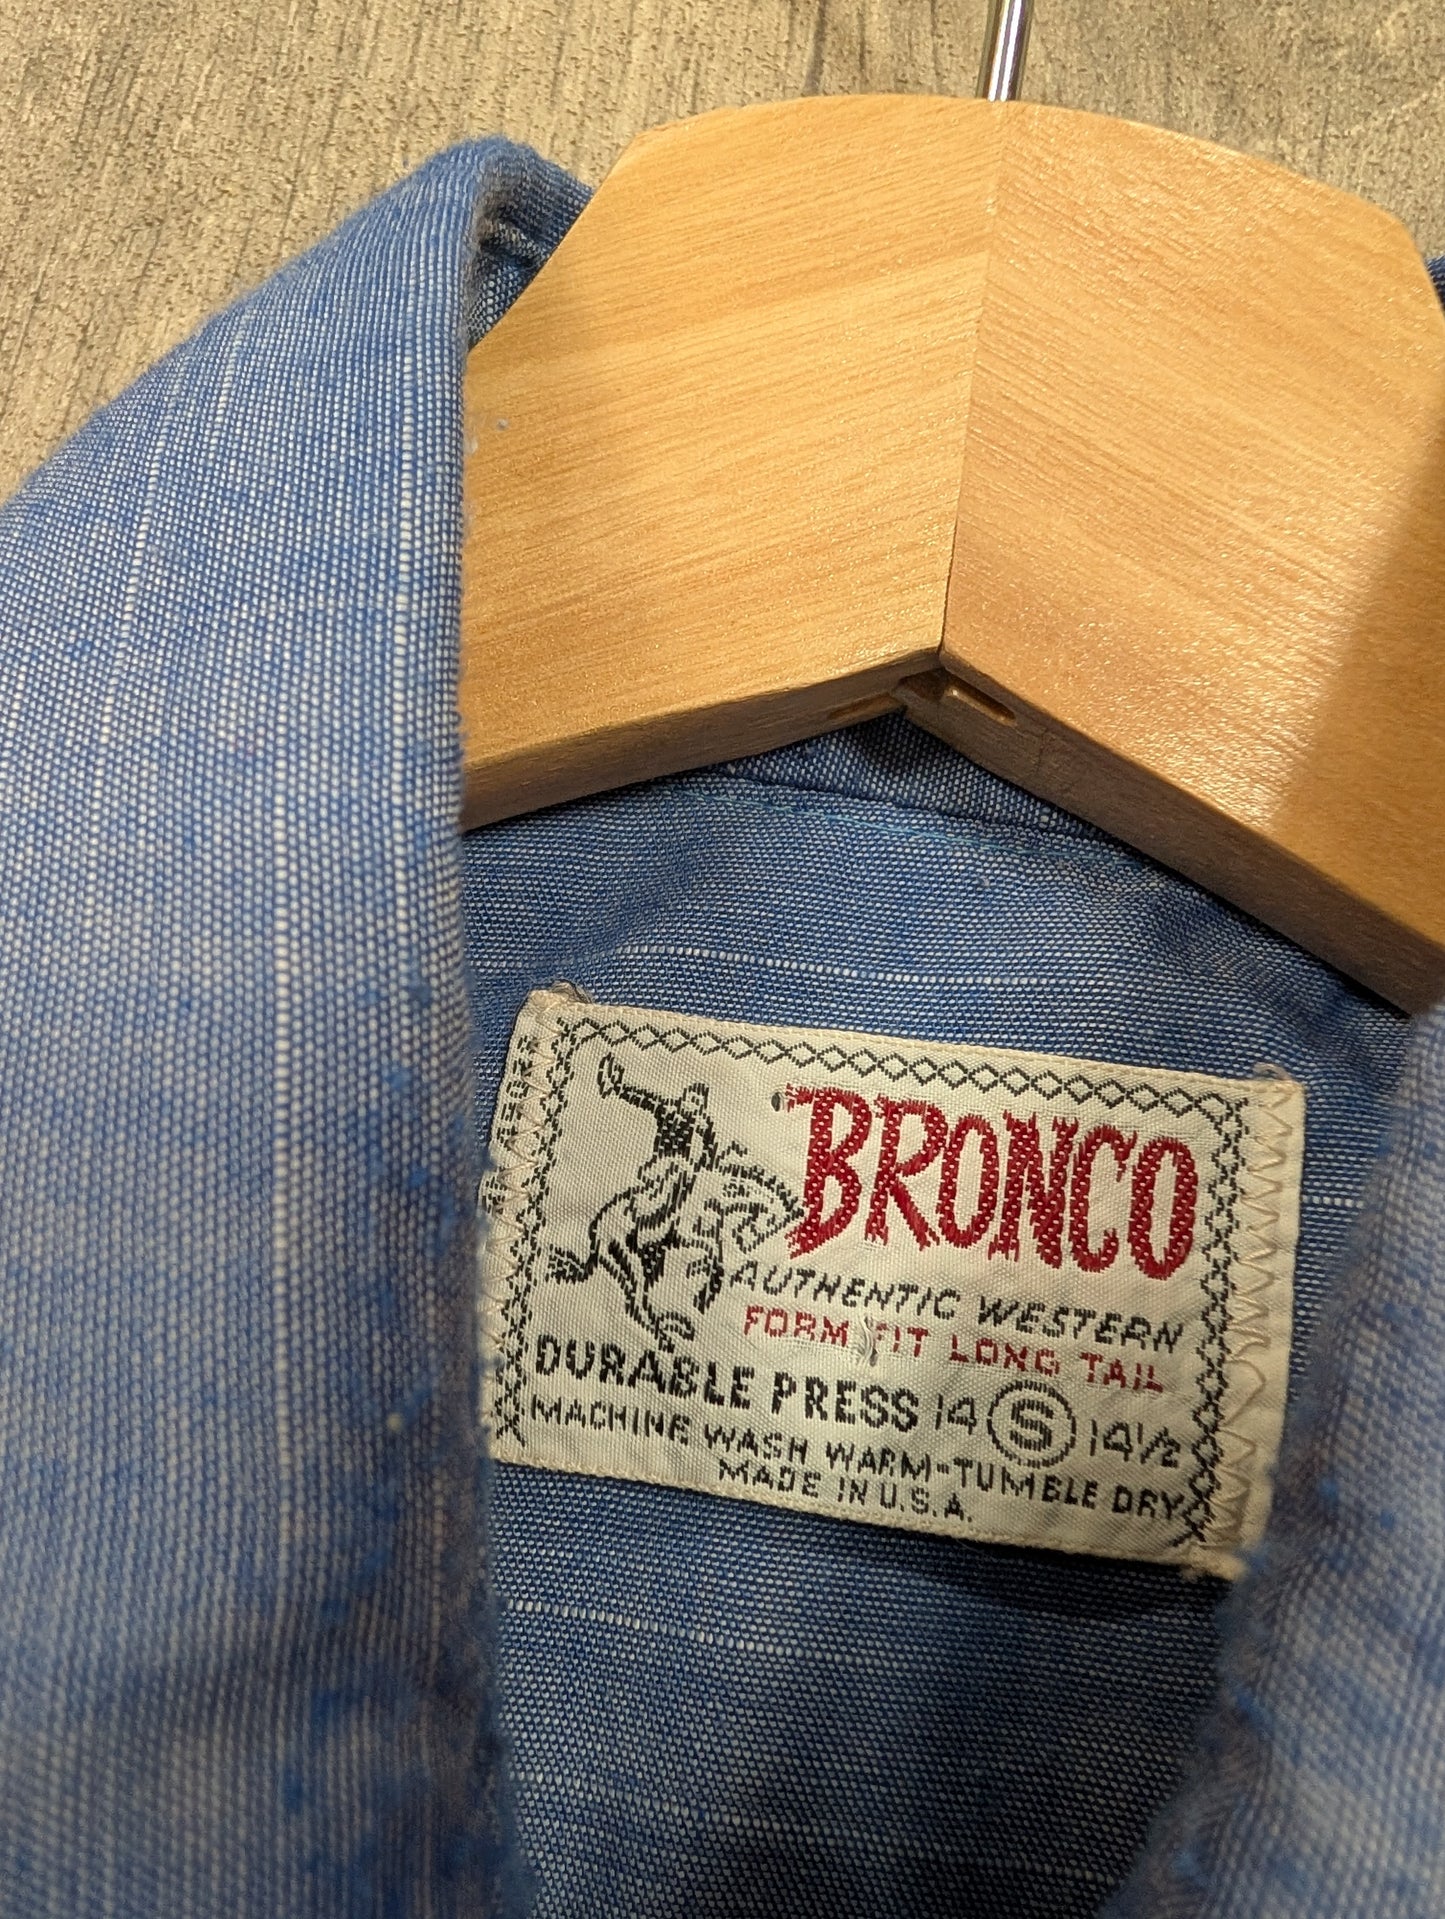 BRONCO
AUTHENTIC WESTERN
FORM FIT LONG TAIL
DURABLE PRESS 14 S 14½
MACHINE WASH WARM-TUMBLE DRY
MADE IN U.S.A.